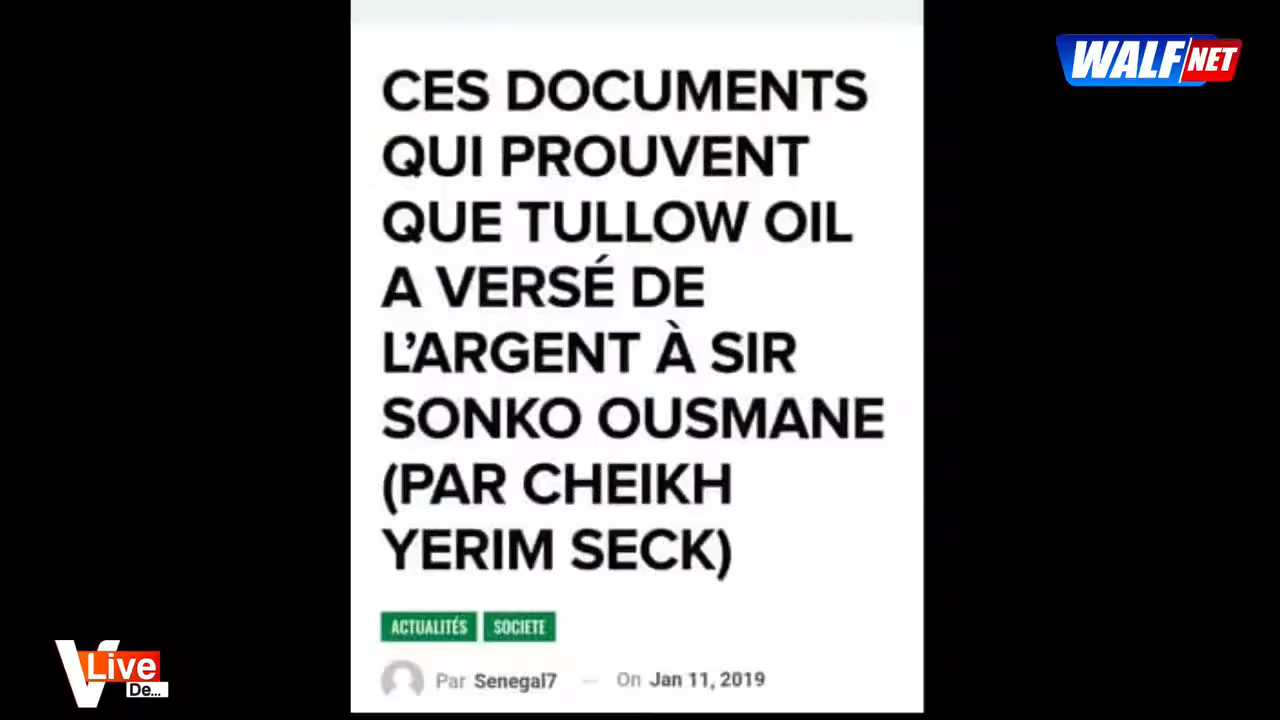 WALF NET
CES DOCUMENTS
QUI PROUVENT
QUE TULLOW OIL
A VERSÉ DE
L’ARGENT À SIR
SONKO OUSMANE
(PAR CHEIKH
YERIM SECK)
ACTUALITÉS SOCIETE
Par Senegal7 — On Jan 11, 2019
V Live
De...